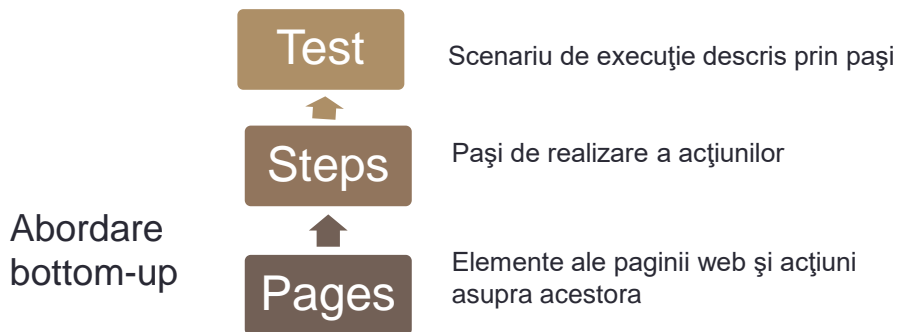 Test
Scenariu de execuţie descris prin paşi
Steps
Paşi de realizare a acţiunilor
Abordare
bottom-up
Pages
Elemente ale paginii web şi acţiuni
asupra acestora